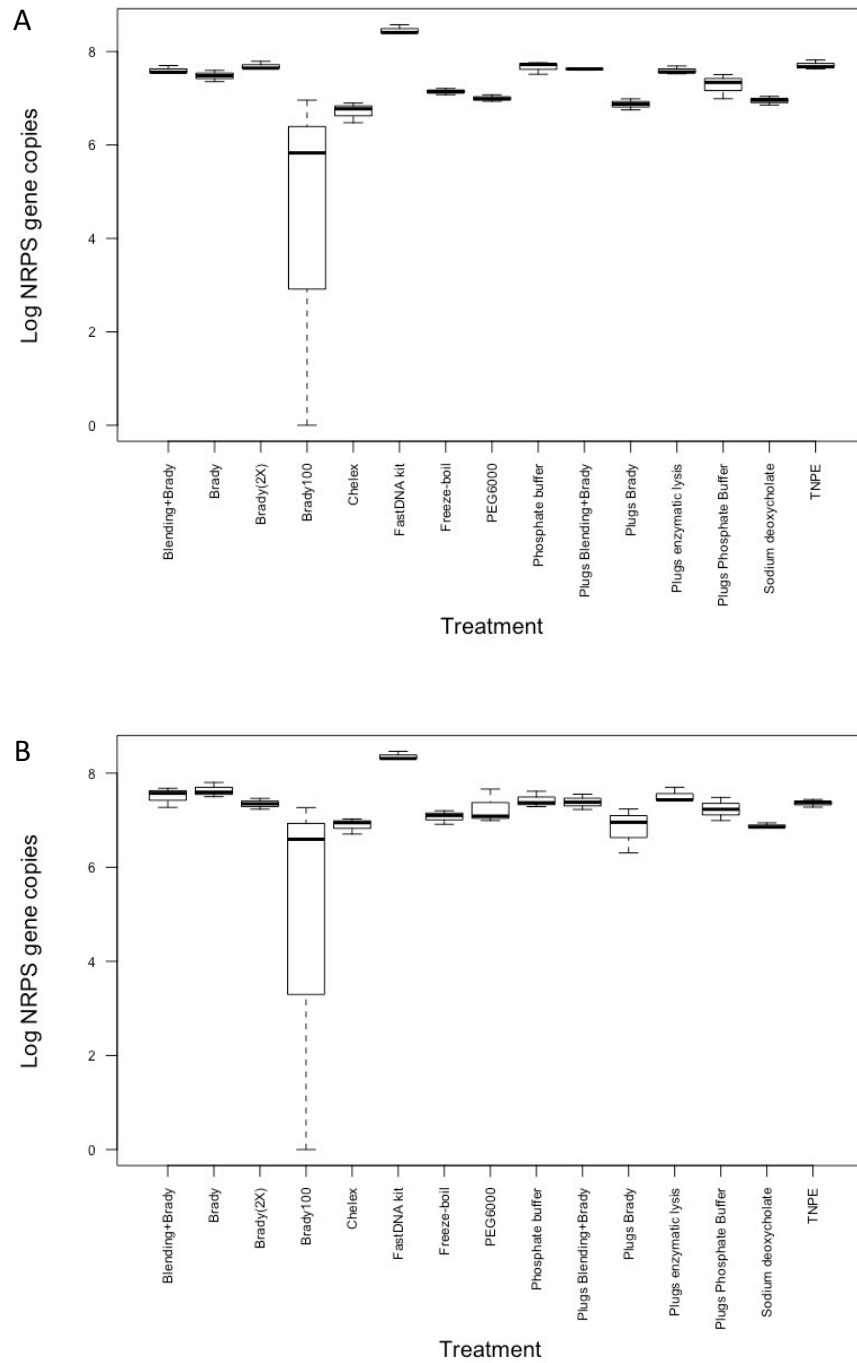 A
Log NRPS gene copies
8
6
4
2
0
Blending+Brady
Brady
Brady(2X)
Brady100
Chelex
FastDNA kit
Freeze-boil
PEG6000
Phosphate buffer
Plugs Blending+Brady
Plugs Brady
Plugs enzymatic lysis
Plugs Phosphate Buffer
Sodium deoxycholate
TNPE
Treatment
B
Log NRPS gene copies
8
6
4
2
0
Blending+Brady
Brady
Brady(2X)
Brady100
Chelex
FastDNA kit
Freeze-boil
PEG6000
Phosphate buffer
Plugs Blending+Brady
Plugs Brady
Plugs enzymatic lysis
Plugs Phosphate Buffer
Sodium deoxycholate
TNPE
Treatment